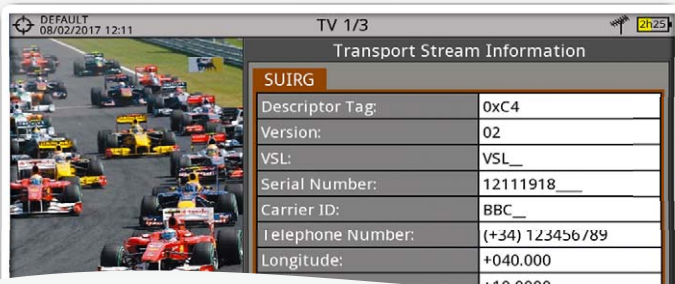 DEFAULT
08/02/2017 12:11
TV 1/3
2h25
Transport Stream Information
SUIRG
Descriptor Tag: 0xC4
Version: 02
VSL: VSL__
Serial Number: 12111918___
Carrier ID: BBC__
Telephone Number: (+34) 123456789
Longitude: +040.000